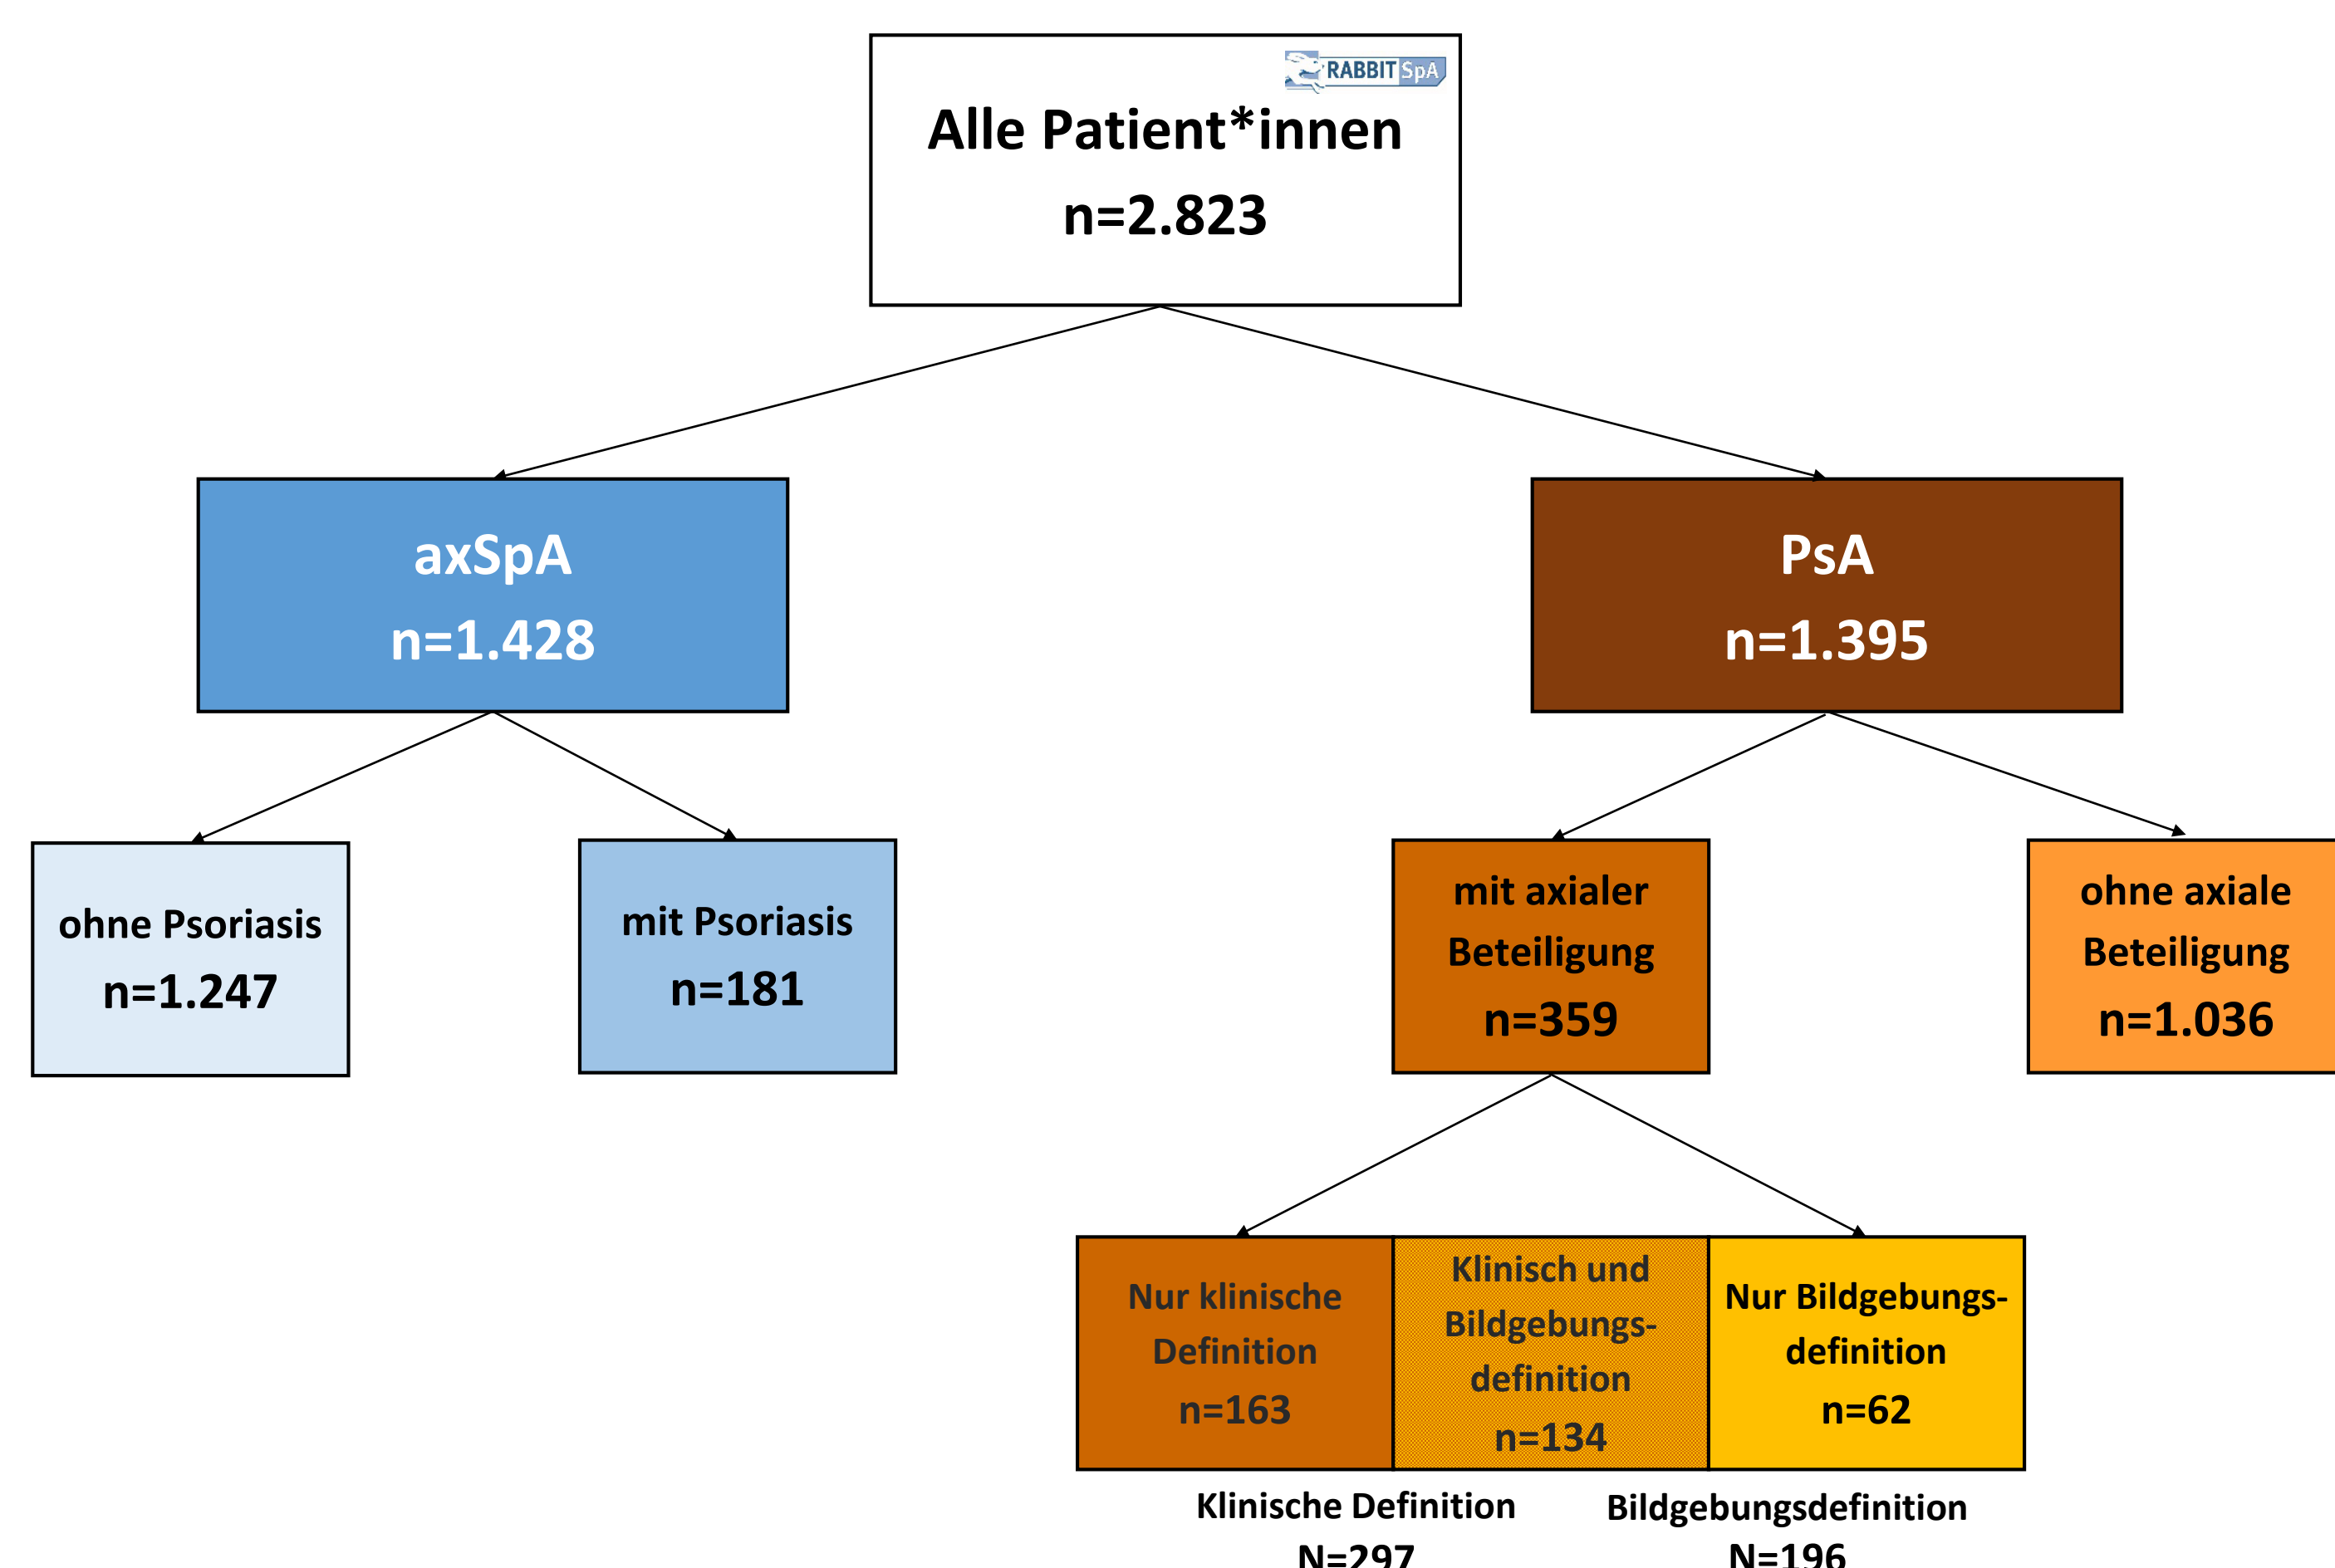 RABBIT SpA
Alle Patient*innen
n=2.823
axSpA
n=1.428
PsA
n=1.395
ohne Psoriasis
n=1.247
mit Psoriasis
n=181
mit axialer
Beteiligung
n=359
ohne axiale
Beteiligung
n=1.036
Nur klinische
Definition
n=163
Klinisch und
Bildgebungs-
definition
n=134
Nur Bildgebungs-
definition
n=62
Klinische Definition
N=297
Bildgebungsdefinition
N=196